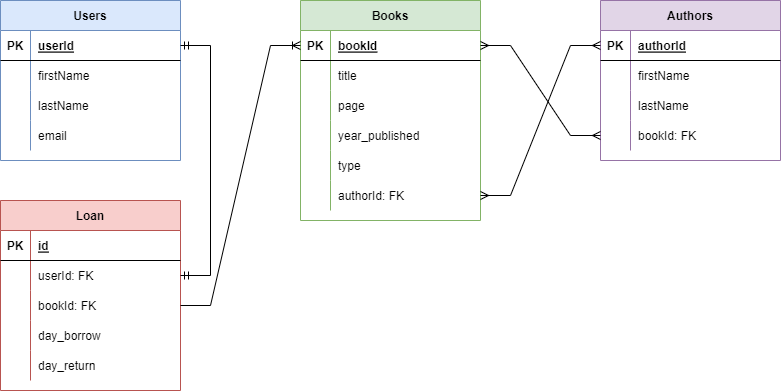 Users
PK userId
firstName
lastName
email
Loan
PK id
userId: FK
bookId: FK
day_borrow
day_return
Books
PK bookId
title
page
year_published
type
authorId: FK
Authors
PK authorId
firstName
lastName
bookId: FK